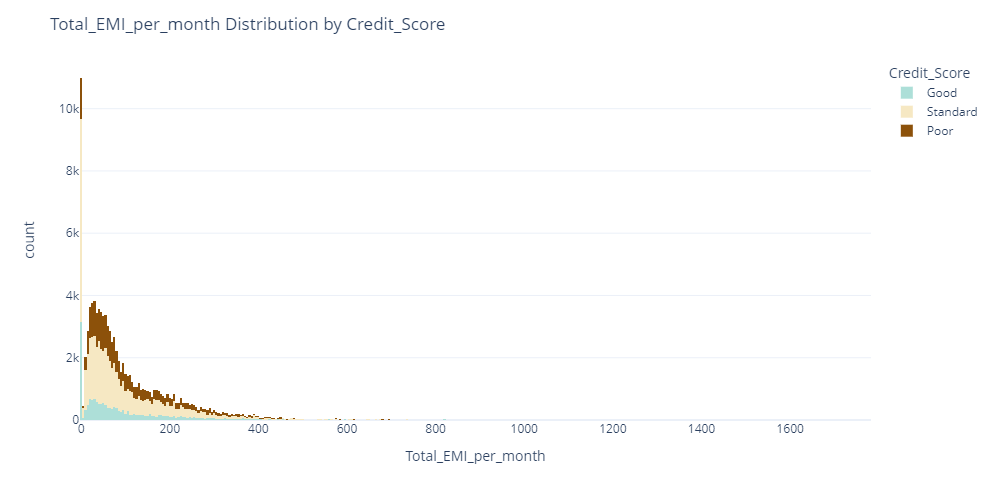 Total_EMI_per_month Distribution by Credit_Score
Credit_Score
Good
Standard
Poor
10k
8k
6k
4k
2k
0
count
0 200 400 600 800 1000 1200 1400 1600
Total_EMI_per_month